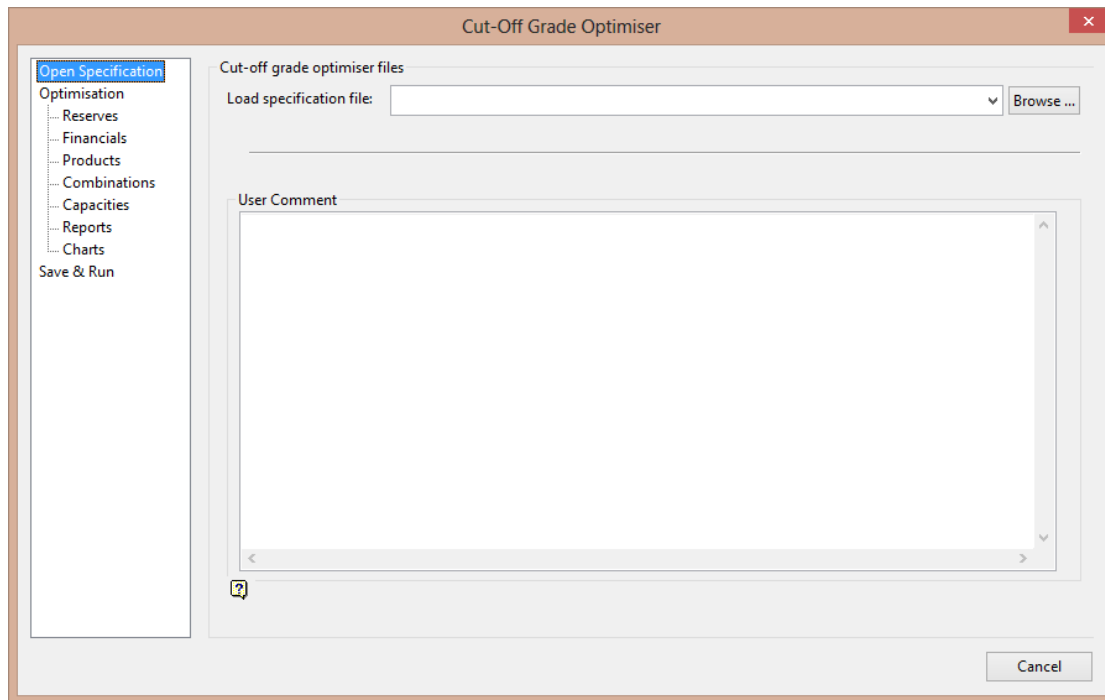 Cut-Off Grade Optimiser
Open Specification
Optimisation
Reserves
Financials
Products
Combinations
Capacities
Reports
Charts
Save & Run
Cut-off grade optimiser files
Load specification file:
Browse ...
User Comment
?
Cancel